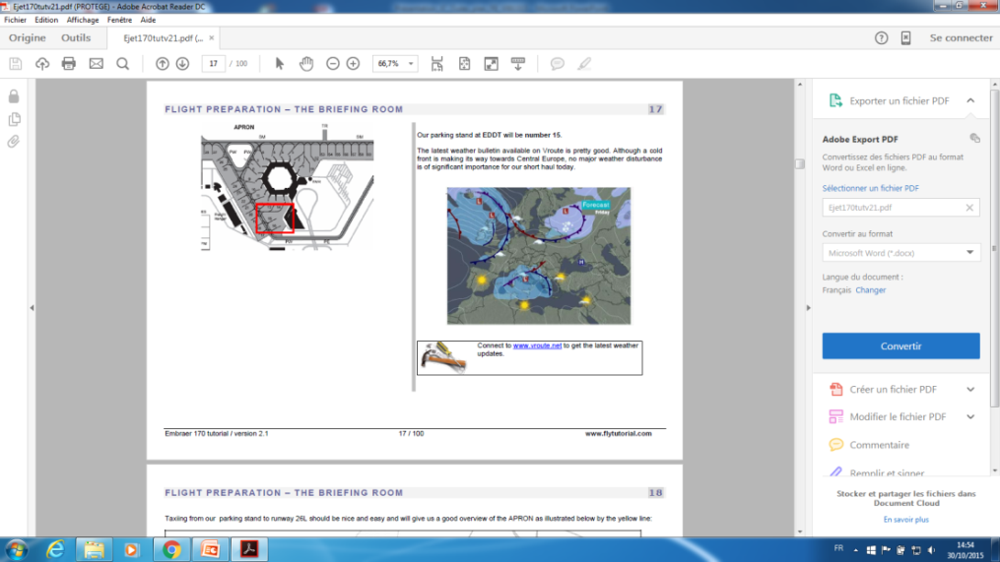 Ejet170tutv21.pdf (PROTEGE) - Adobe Acrobat Reader DC
Fichier Edition Affichage Fenêtre Aide
Origine Outils Ejet170tutv21.pdf (... × Se connecter
17 / 100 66,7%
FLIGHT PREPARATION – THE BRIEFING ROOM 17
APRON
Our parking stand at EDDT will be number 15.
The latest weather bulletin available on Vroute is pretty good. Although a cold
front is making its way towards Central Europe, no major weather disturbance
is of significant importance for our short haul today.
Forecast
Friday
Connect to www.vroute.net to get the latest weather
updates.
Embraer 170 tutorial / version 2.1 17 / 100 www.flytutorial.com
FLIGHT PREPARATION – THE BRIEFING ROOM 18
Taxiing from our parking stand to runway 26L should be nice and easy and will give us a good overview of the APRON as illustrated below by the yellow line:
Exporter un fichier PDF
Adobe Export PDF
Convertissez des fichiers PDF au format
Word ou Excel en ligne.
Sélectionner un fichier PDF
Ejet170tutv21.pdf
Convertir au format
Microsoft Word (*.docx)
Langue du document :
Français Changer
Convertir
Créer un fichier PDF
Modifier le fichier PDF
Commentaire
Remplir et signer
Stocker et partager les fichiers dans
Document Cloud
En savoir plus
FR
14:54
30/10/2015